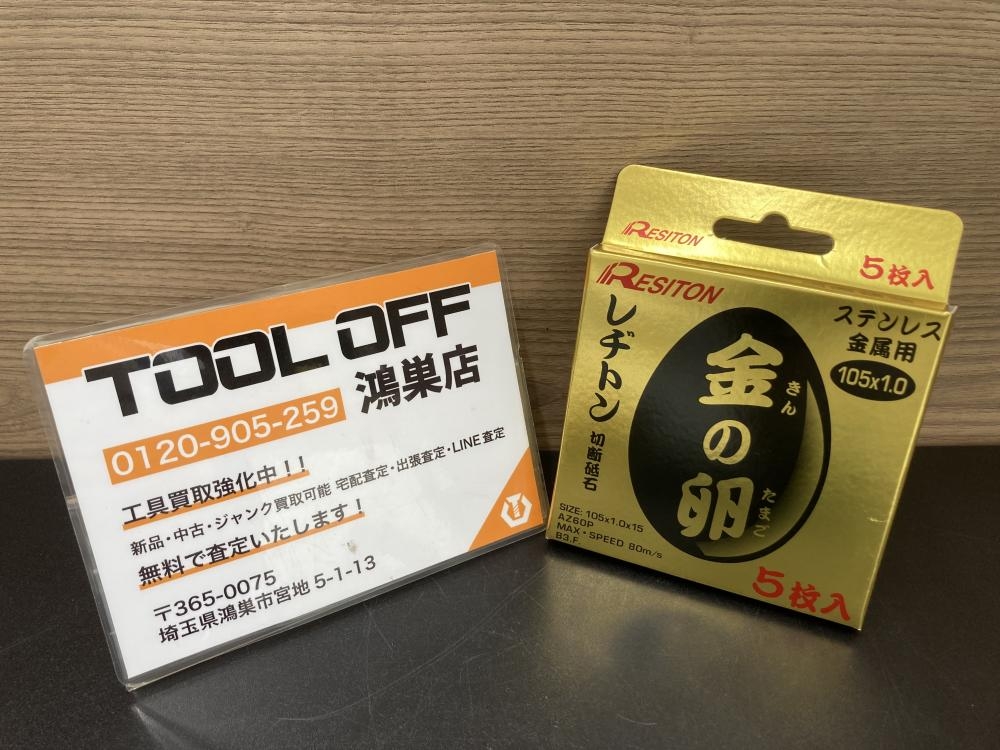 TOOL OFF
鴻巣店
0120-905-259
工具買取強化中！！
新品・中古・ジャンク買取可能 宅配査定・出張査定・LINE査定
無料で査定いたします！
〒365-0075
埼玉県鴻巣市宮地 5-1-13
RESITON
5枚入
RESITON
レヂトン 切断砥石
ステンレス
金属用
105x1.0
金の卵
きん
たまご
SIZE: 105x1.0x15
AZ60P
MAX・SPEED 80m/s
B3.F.
5枚入